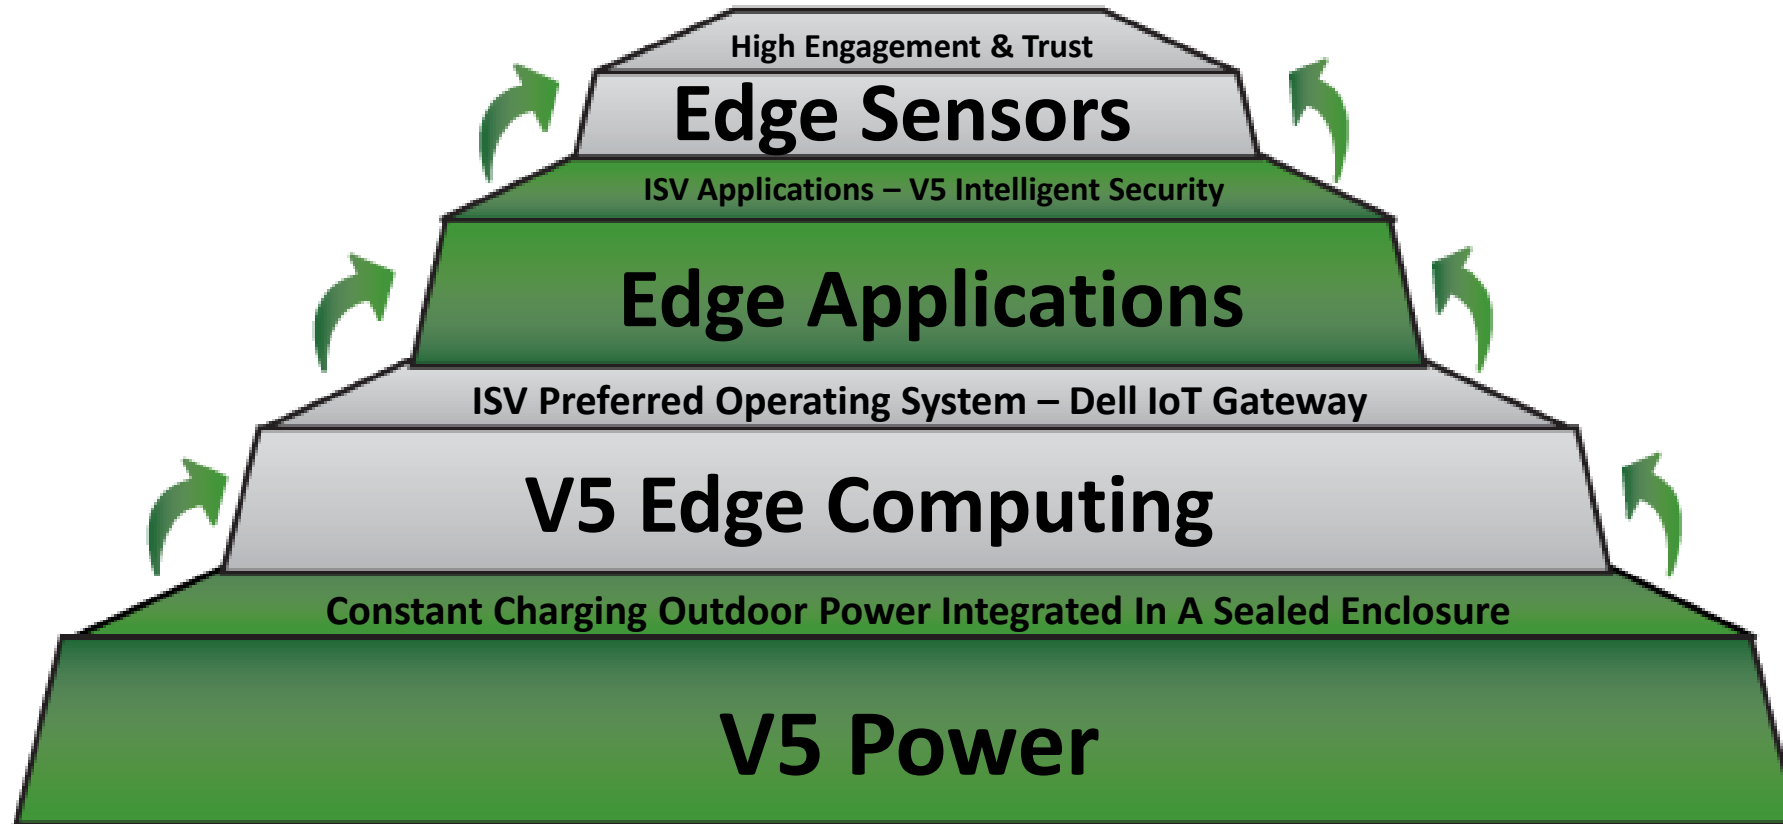 High Engagement & Trust
Edge Sensors
ISV Applications – V5 Intelligent Security
Edge Applications
ISV Preferred Operating System – Dell IoT Gateway
V5 Edge Computing
Constant Charging Outdoor Power Integrated In A Sealed Enclosure
V5 Power